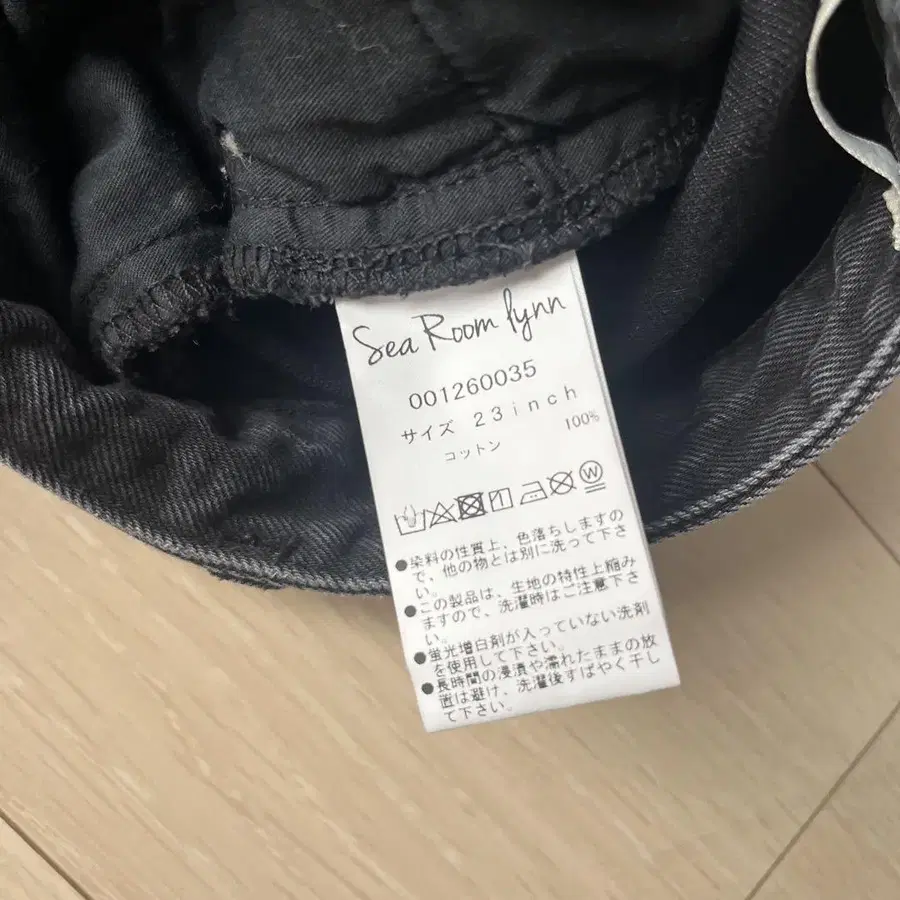 Sea Room lynn
001260035
サイズ 23inch
コットン 100%
W
●染料の性質上、色落ちしますの
で、他の物とは別に洗って下さ
い。
●この製品は、生地の特性上縮み
ますので、洗濯時はご注意下さ
い。
●蛍光増白剤が入っていない洗剤
を使用して下さい。
●長時間の浸漬や濡れたままの放
置は避け、洗濯後すばやく干し
て下さい。